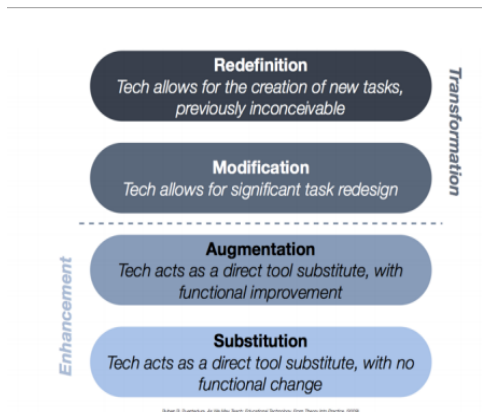 Redefinition
Tech allows for the creation of new tasks,
previously inconceivable
Transformation
Modification
Tech allows for significant task redesign
Augmentation
Tech acts as a direct tool substitute, with
functional improvement
Enhancement
Substitution
Tech acts as a direct tool substitute, with no
functional change